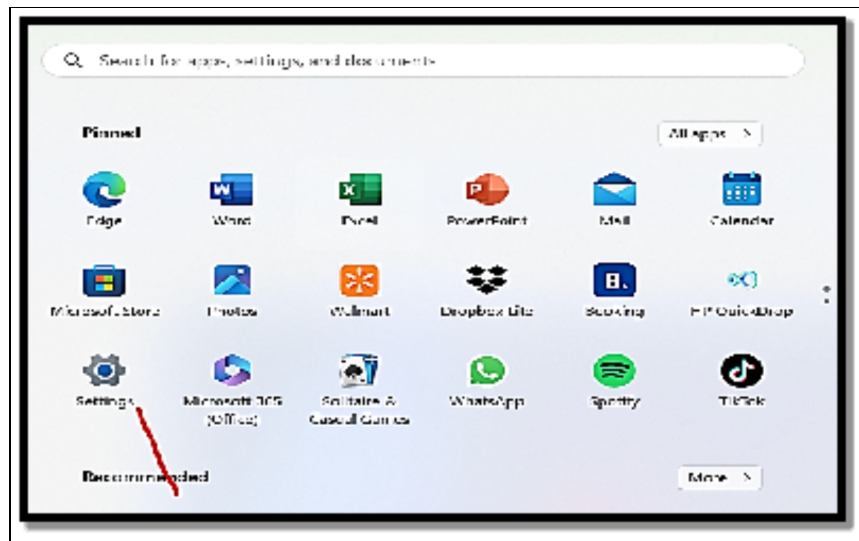 Search for apps, settings, and documents
Pinned
All apps >
Edge Word Excel PowerPoint Mail Calendar
Microsoft Store Photos Walmart Dropbox Lite Booking HP QuickDrop
Settings Microsoft 365 Solitaire & WhatsApp Spotify TikTok
(Office) Casual Games
Recommended
More >